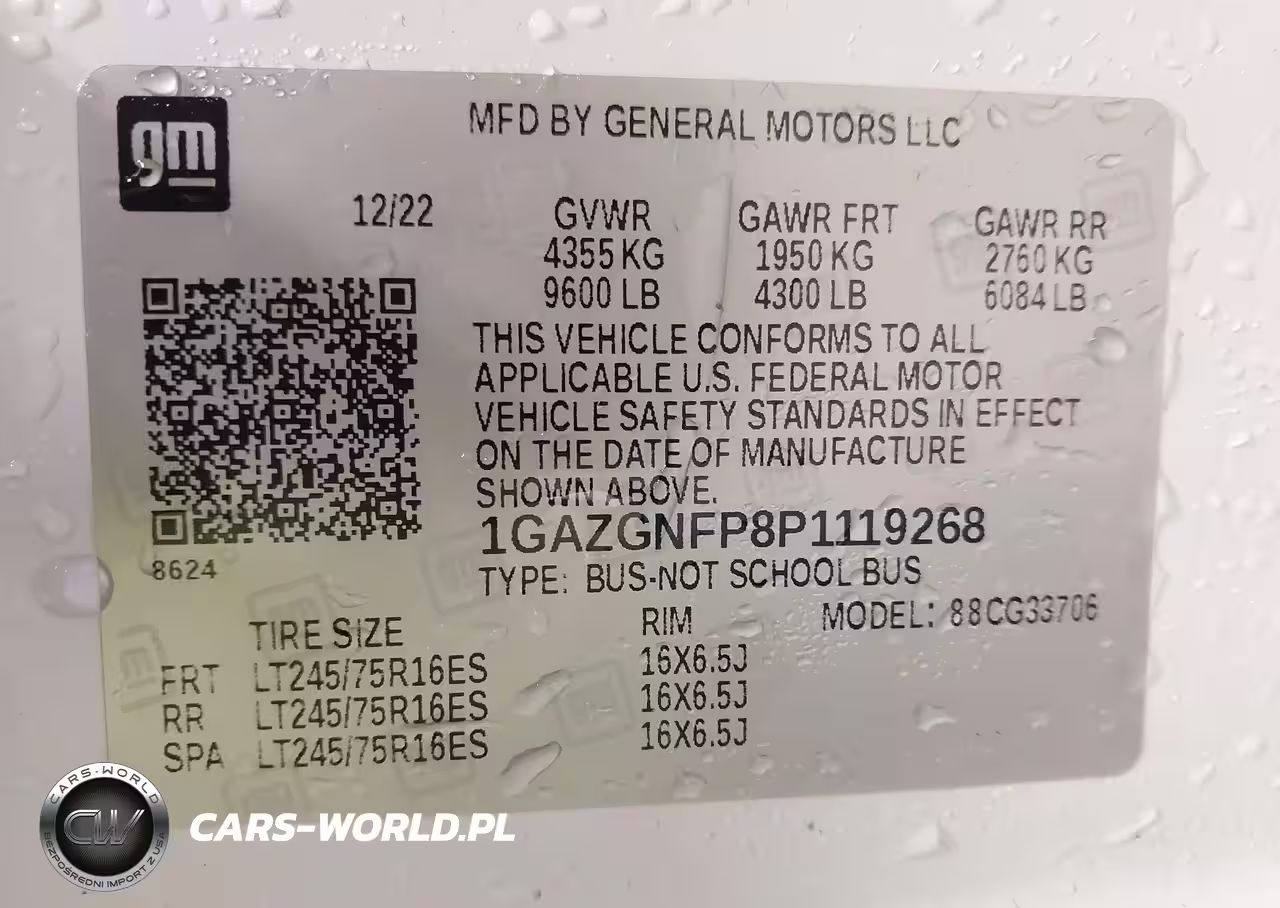 gm
MFD BY GENERAL MOTORS LLC
12/22 GVWR GAWR FRT GAWR RR
4355 KG 1950 KG 2760 KG
9600 LB 4300 LB 6084 LB
THIS VEHICLE CONFORMS TO ALL
APPLICABLE U.S. FEDERAL MOTOR
VEHICLE SAFETY STANDARDS IN EFFECT
ON THE DATE OF MANUFACTURE
SHOWN ABOVE.
1GAZGNFP8P1119268
8624
TYPE: BUS-NOT SCHOOL BUS
TIRE SIZE RIM MODEL: 88CG33706
FRT LT245/75R16ES 16X6.5J
RR LT245/75R16ES 16X6.5J
SPA LT245/75R16ES 16X6.5J
CARS-WORLD
CW
BEZPOŚREDNI IMPORT Z USA
CARS-WORLD.PL